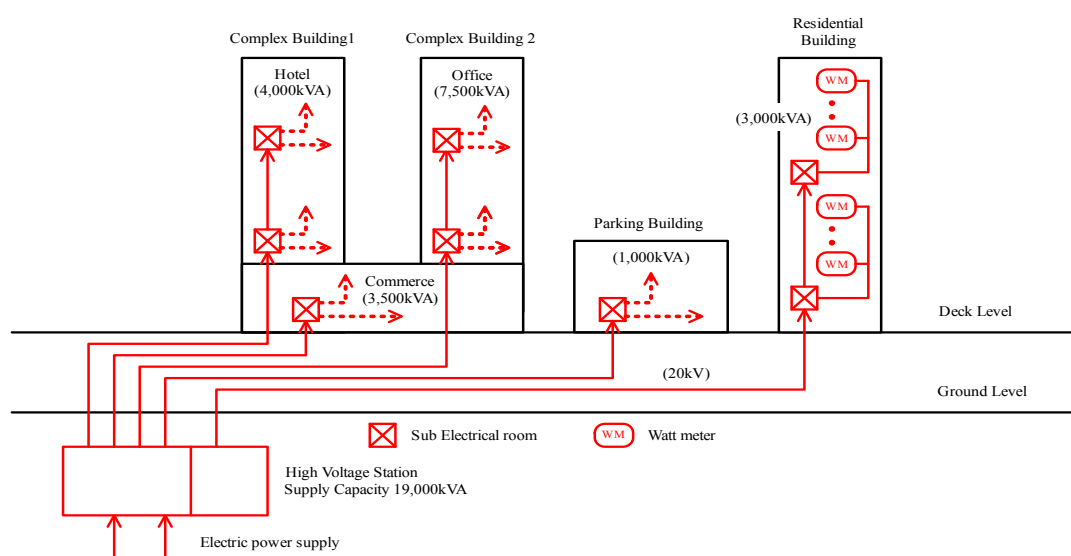 Complex Building1
Complex Building 2
Residential
Building
Hotel
(4,000kVA)
Office
(7,500kVA)
WM
(3,000kVA)
WM
WM
WM
Parking Building
(1,000kVA)
Commerce
(3,500kVA)
Deck Level
(20kV)
Ground Level
Sub Electrical room
WM
Watt meter
High Voltage Station
Supply Capacity 19,000kVA
Electric power supply